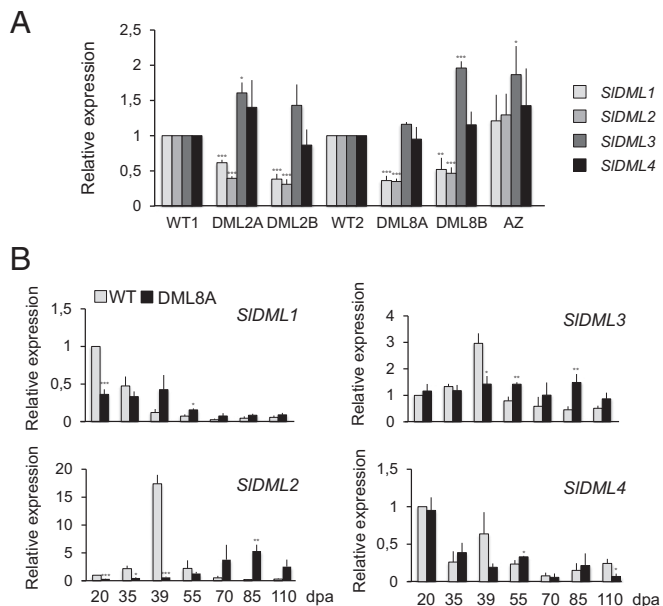 A
Relative expression
2,5
2
1,5
1
0,5
0
* *** *
*** *** *** *** *** *** ** ***
WT1 DML2A DML2B WT2 DML8A DML8B AZ
SlDML1
SlDML2
SlDML3
SlDML4
B
WT DML8A
Relative expression
1,5
1
0,5
0
SlDML1
*** *
Relative expression
4
3
2
1
0
SlDML3
* ** **
Relative expression
20
15
10
5
0
SlDML2
*** * *** **
20 35 39 55 70 85 110 dpa
Relative expression
1,5
1
0,5
0
SlDML4
* *
20 35 39 55 70 85 110 dpa